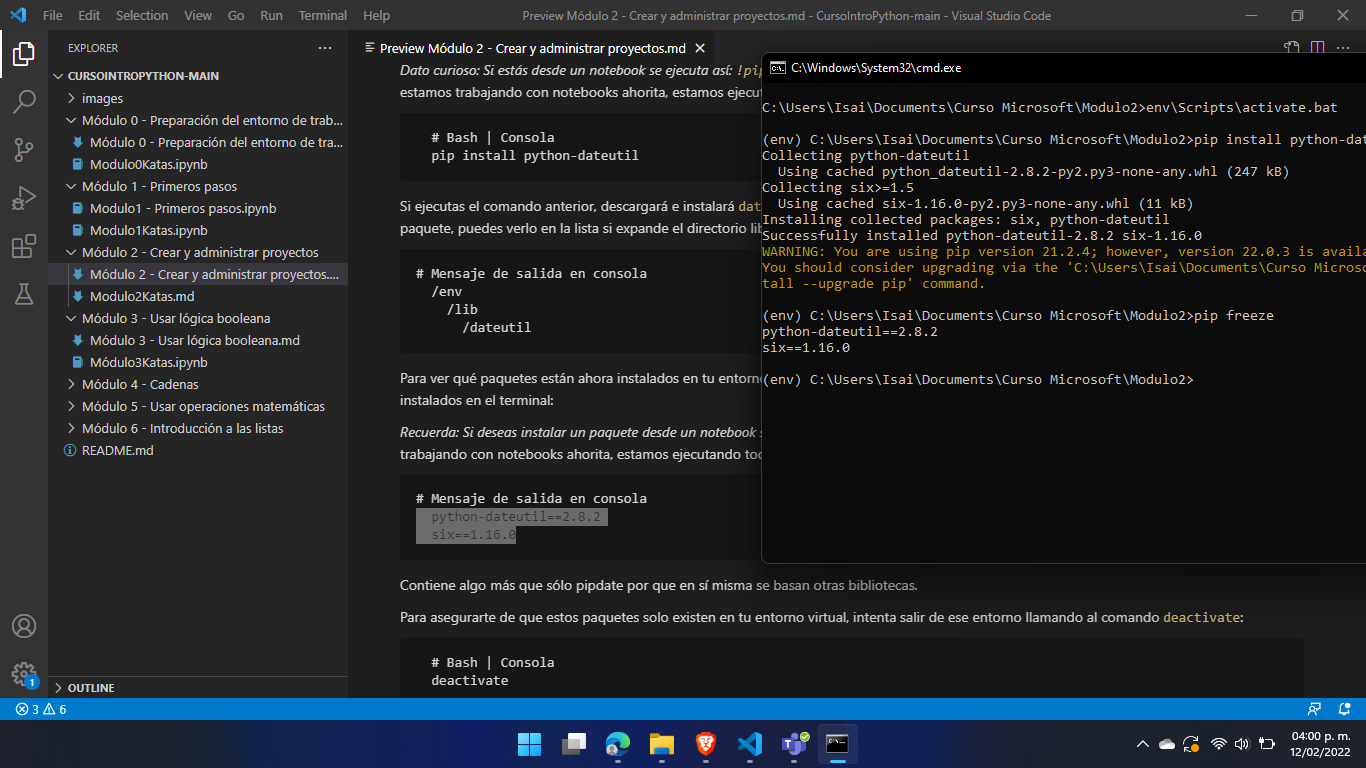 File Edit Selection View Go Run Terminal Help
Preview Módulo 2 - Crear y administrar proyectos.md - CursoIntroPython-main - Visual Studio Code
EXPLORER
CURSOINTROPYTHON-MAIN
images
Módulo 0 - Preparación del entorno de trab...
Módulo 0 - Preparación del entorno de tra...
Modulo0Katas.ipynb
Módulo 1 - Primeros pasos
Modulo1 - Primeros pasos.ipynb
Modulo1Katas.ipynb
Módulo 2 - Crear y administrar proyectos
Módulo 2 - Crear y administrar proyectos....
Modulo2Katas.md
Módulo 3 - Usar lógica booleana
Módulo 3 - Usar lógica booleana.md
Módulo3Katas.ipynb
Módulo 4 - Cadenas
Módulo 5 - Usar operaciones matemáticas
Módulo 6 - Introducción a las listas
README.md
OUTLINE
Preview Módulo 2 - Crear y administrar proyectos.md
Dato curioso: Si estás desde un notebook se ejecuta así: !pip
estamos trabajando con notebooks ahorita, estamos ejecut
# Bash | Consola
pip install python-dateutil
Si ejecutas el comando anterior, descargará e instalará dat
paquete, puedes verlo en la lista si expande el directorio lib
# Mensaje de salida en consola
/env
/lib
/dateutil
Para ver qué paquetes están ahora instalados en tu entorno
instalados en el terminal:
Recuerda: Si deseas instalar un paquete desde un notebook s
trabajando con notebooks ahorita, estamos ejecutando too
# Mensaje de salida en consola
python-dateutil==2.8.2
six==1.16.0
Contiene algo más que sólo pipdate por que en sí misma se basan otras bibliotecas.
Para asegurarte de que estos paquetes solo existen en tu entorno virtual, intenta salir de ese entorno llamando al comando deactivate:
# Bash | Consola
deactivate
C:\Windows\System32\cmd.exe
C:\Users\Isai\Documents\Curso Microsoft\Modulo2>env\Scripts\activate.bat
(env) C:\Users\Isai\Documents\Curso Microsoft\Modulo2>pip install python-dat
Collecting python-dateutil
Using cached python_dateutil-2.8.2-py2.py3-none-any.whl (247 kB)
Collecting six>=1.5
Using cached six-1.16.0-py2.py3-none-any.whl (11 kB)
Installing collected packages: six, python-dateutil
Successfully installed python-dateutil-2.8.2 six-1.16.0
WARNING: You are using pip version 21.2.4; however, version 22.0.3 is availa
You should consider upgrading via the 'C:\Users\Isai\Documents\Curso Microso
tall --upgrade pip' command.
(env) C:\Users\Isai\Documents\Curso Microsoft\Modulo2>pip freeze
python-dateutil==2.8.2
six==1.16.0
(env) C:\Users\Isai\Documents\Curso Microsoft\Modulo2>
1
3 6
04:00 p. m.
12/02/2022